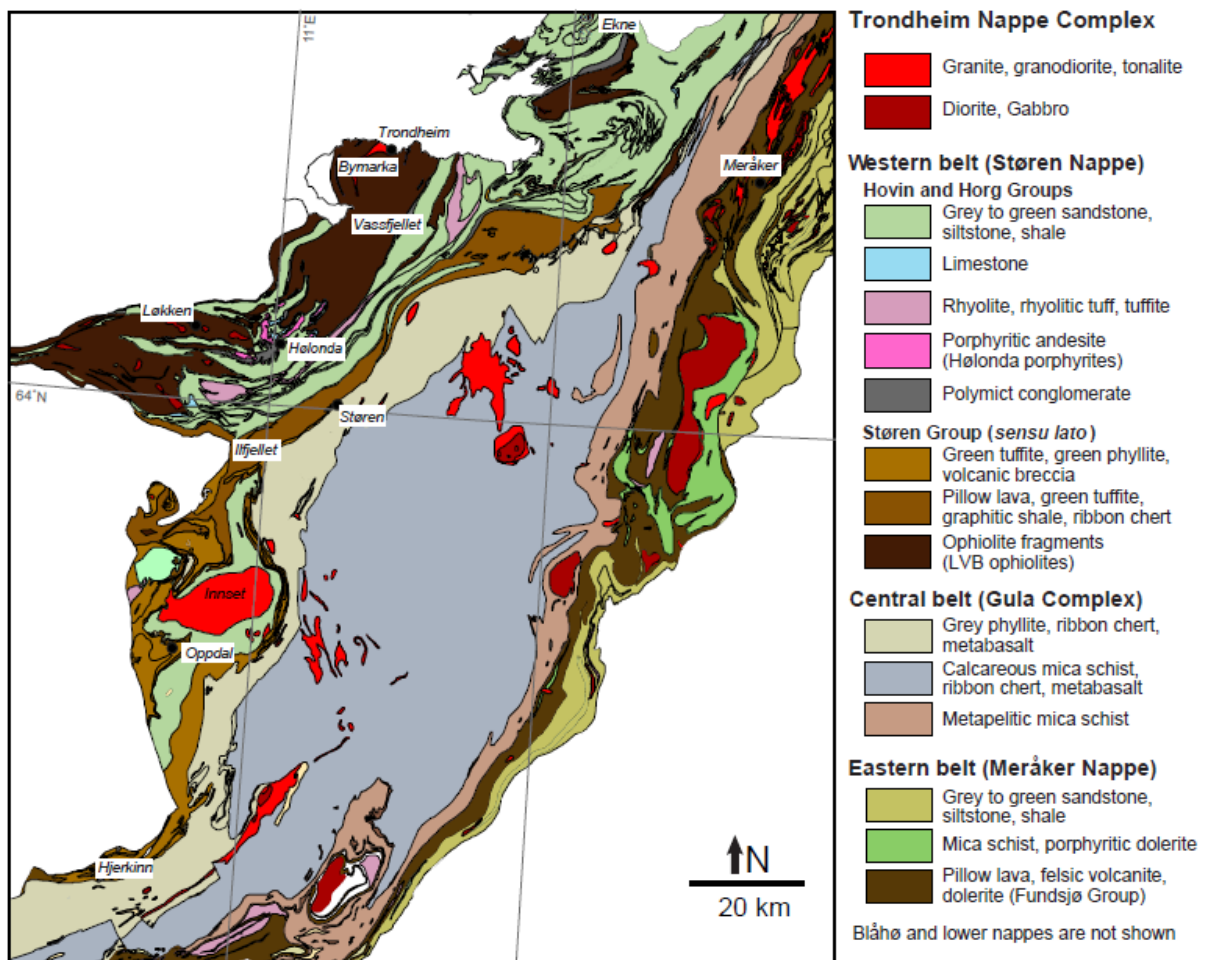 Ekne
11°E
Trondheim
Bymarka
Meråker
Vassfjellet
Løkken
Hølonda
64°N
Støren
Ilfjellet
Innset
Oppdal
Hjerkinn
N
20 km
Trondheim Nappe Complex
Granite, granodiorite, tonalite
Diorite, Gabbro
Western belt (Støren Nappe)
Hovin and Horg Groups
Grey to green sandstone,
siltstone, shale
Limestone
Rhyolite, rhyolitic tuff, tuffite
Porphyritic andesite
(Hølonda porphyrites)
Polymict conglomerate
Støren Group (sensu lato)
Green tuffite, green phyllite,
volcanic breccia
Pillow lava, green tuffite,
graphitic shale, ribbon chert
Ophiolite fragments
(LVB ophiolites)
Central belt (Gula Complex)
Grey phyllite, ribbon chert,
metabasalt
Calcareous mica schist,
ribbon chert, metabasalt
Metapelitic mica schist
Eastern belt (Meråker Nappe)
Grey to green sandstone,
siltstone, shale
Mica schist, porphyritic dolerite
Pillow lava, felsic volcanite,
dolerite (Fundsjø Group)
Blåhø and lower nappes are not shown